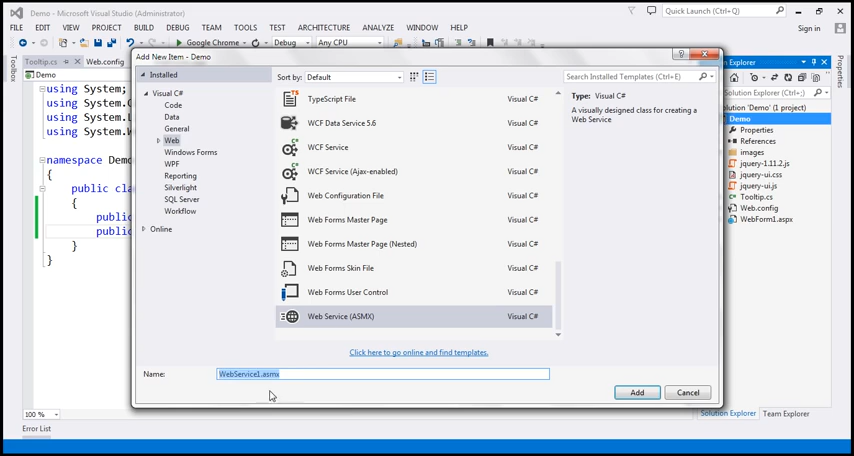 Demo - Microsoft Visual Studio (Administrator)
Quick Launch (Ctrl+Q)
FILE EDIT VIEW PROJECT BUILD DEBUG TEAM TOOLS TEST ARCHITECTURE ANALYZE WINDOW HELP
Sign in
Google Chrome Debug Any CPU
Toolbox
Tooltip.cs Web.config
Add New Item - Demo
Demo
using System;
using System.
using System.
using System.
namespace Demo
{
public cla
{
public
public
}
}
100 %
Installed
Visual C#
Code
Data
General
Web
Windows Forms
WPF
Reporting
Silverlight
SQL Server
Workflow
Online
Sort by: Default
Search Installed Templates (Ctrl+E)
TypeScript File Visual C#
WCF Data Service 5.6 Visual C#
WCF Service Visual C#
WCF Service (Ajax-enabled) Visual C#
Web Configuration File Visual C#
Web Forms Master Page Visual C#
Web Forms Master Page (Nested) Visual C#
Web Forms Skin File Visual C#
Web Forms User Control Visual C#
Web Service (ASMX) Visual C#
Type: Visual C#
A visually designed class for creating a
Web Service
Click here to go online and find templates.
Name: WebService1.asmx
Add Cancel
Explorer
Solution Explorer (Ctrl+;)
olution 'Demo' (1 project)
Demo
Properties
References
images
jquery-1.11.2.js
jquery-ui.css
jquery-ui.js
Tooltip.cs
Web.config
WebForm1.aspx
Properties
Solution Explorer Team Explorer
Error List